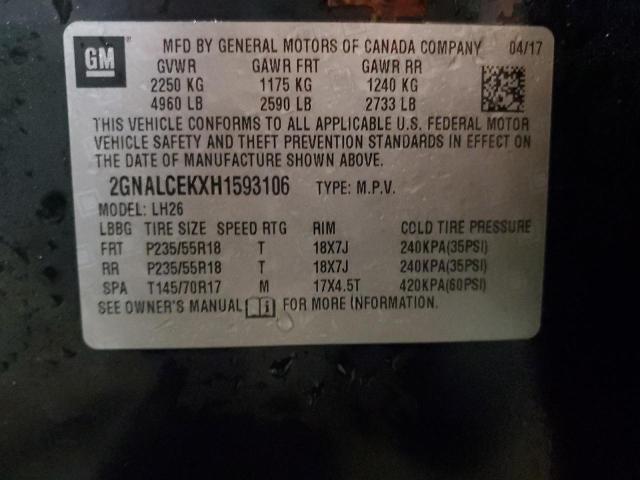 GM
MFD BY GENERAL MOTORS OF CANADA COMPANY 04/17
GVWR GAWR FRT GAWR RR
2250 KG 1175 KG 1240 KG
4960 LB 2590 LB 2733 LB
THIS VEHICLE CONFORMS TO ALL APPLICABLE U.S. FEDERAL MOTOR
VEHICLE SAFETY AND THEFT PREVENTION STANDARDS IN EFFECT ON
THE DATE OF MANUFACTURE SHOWN ABOVE.
2GNALCEKXH1593106 TYPE: M.P.V.
MODEL: LH26
LBBG TIRE SIZE SPEED RTG RIM COLD TIRE PRESSURE
FRT P235/55R18 T 18X7J 240KPA(35PSI)
RR P235/55R18 T 18X7J 240KPA(35PSI)
SPA T145/70R17 M 17X4.5T 420KPA(60PSI)
SEE OWNER'S MANUAL FOR MORE INFORMATION.